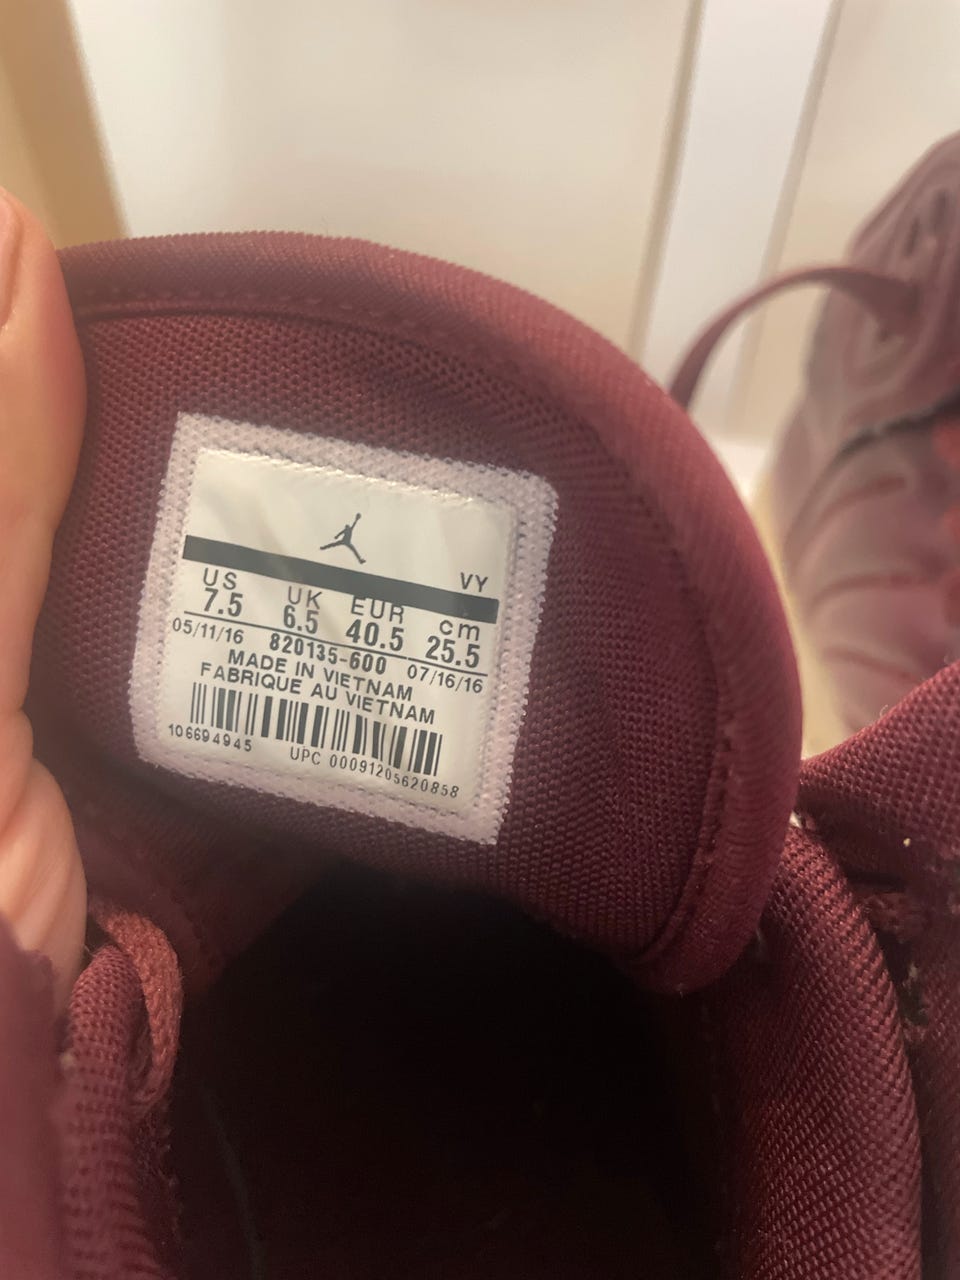 VY
US UK EUR cm
7.5 6.5 40.5 25.5
05/11/16 820135-600 07/16/16
MADE IN VIETNAM
FABRIQUE AU VIETNAM
106694945 UPC 00091205620858